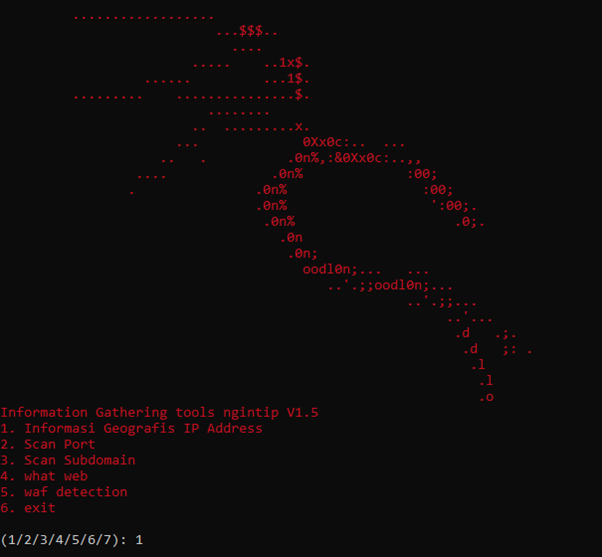 .................
...$$$..
....
..... ..1x$.
...... ...1$.
......... ...............$.
........
.. .........x.
... 0Xx0c:.. ...
.. . .0n%,:&0Xx0c:..,,
.... .0n% :00;
. .0n% :00;
.0n% ':00;.
.0n% .0;.
.0n
.0n;
oodl0n;... ...
..'.;;oodl0n;...
..'.;;...
..'...
.d .;.
.d ;: .
.l
.l
.o
Information Gathering tools ngintip V1.5
1. Informasi Geografis IP Address
2. Scan Port
3. Scan Subdomain
4. what web
5. waf detection
6. exit
(1/2/3/4/5/6/7): 1